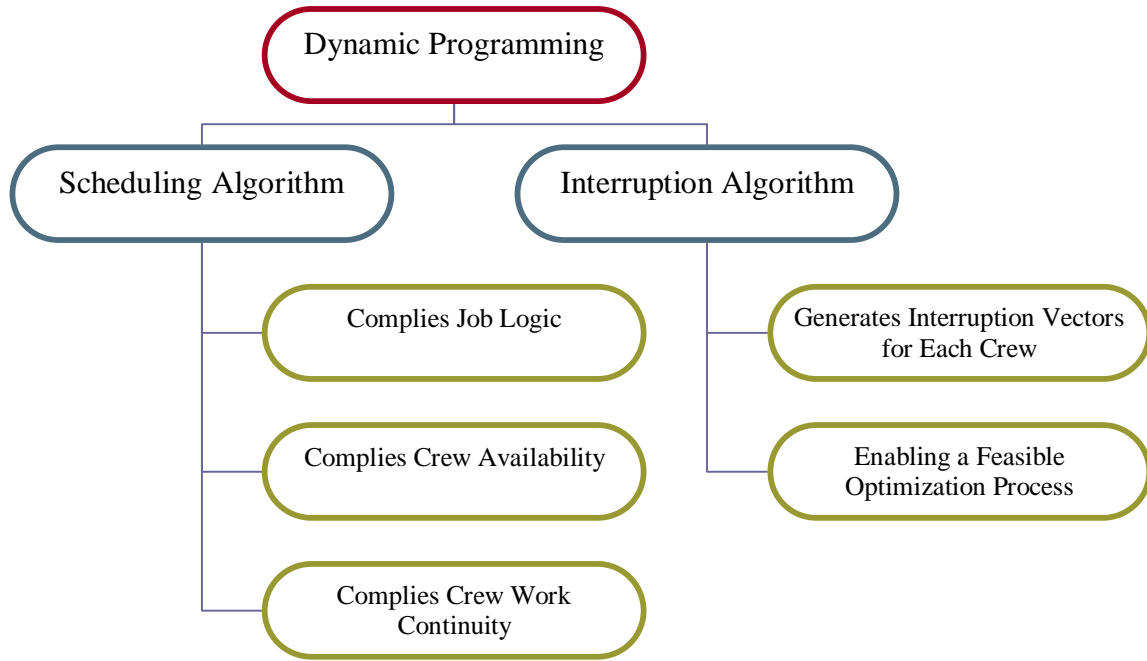 Dynamic Programming
Scheduling Algorithm
Interruption Algorithm
Complies Job Logic
Generates Interruption Vectors
for Each Crew
Complies Crew Availability
Enabling a Feasible
Optimization Process
Complies Crew Work
Continuity